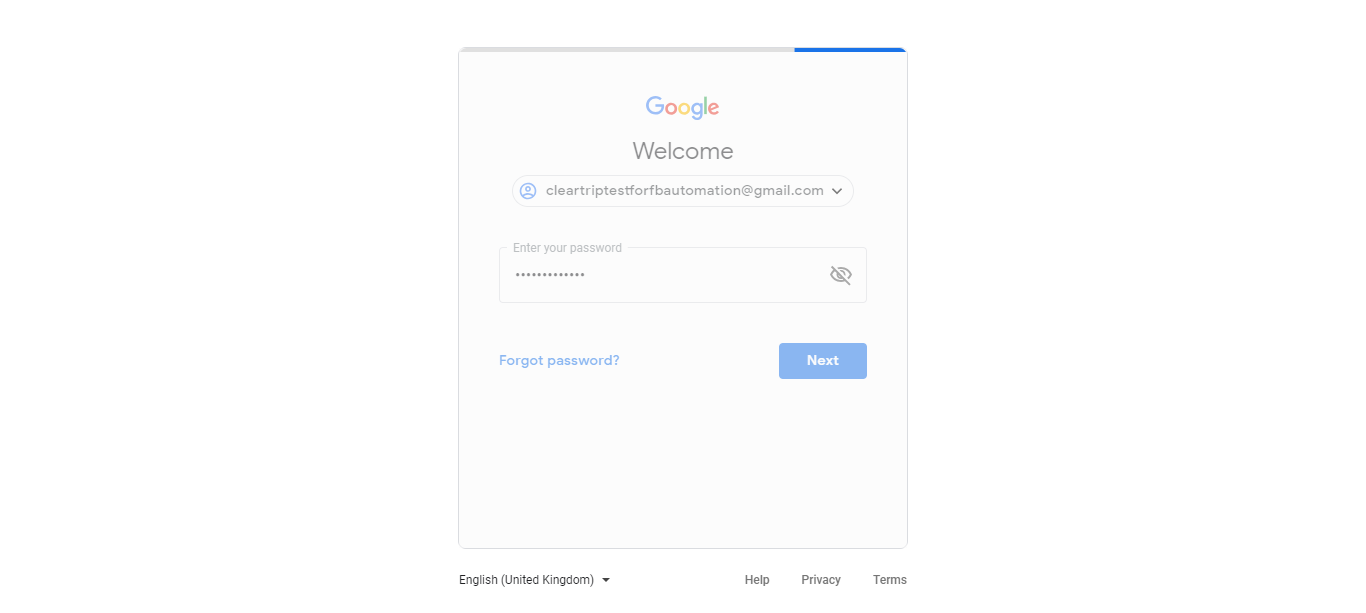 Google
Welcome
cleartriptestforfbautomation@gmail.com
Enter your password
•••••••••••••
Forgot password?
Next
English (United Kingdom)
Help
Privacy
Terms